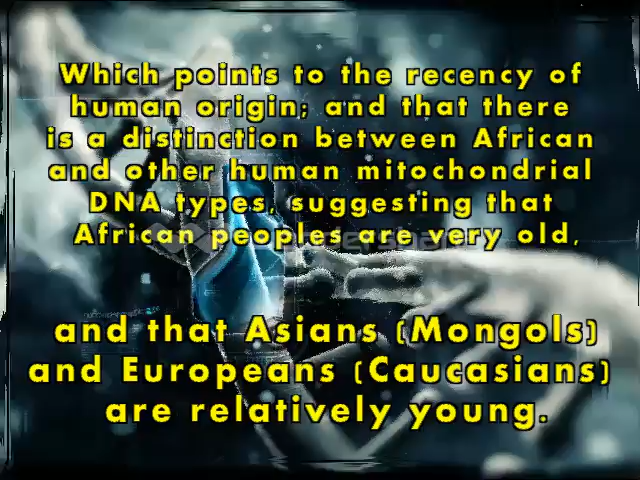 Which points to the recency of
human origin; and that there
is a distinction between African
and other human mitochondrial
DNA types, suggesting that
African peoples are very old,
and that Asians (Mongols)
and Europeans (Caucasians)
are relatively young.